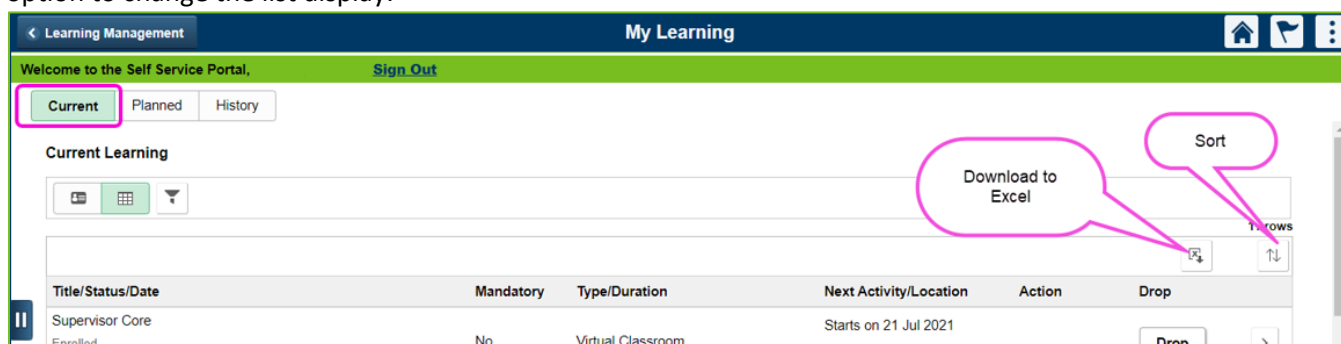 option to change the list display.
Learning Management
My Learning
Welcome to the Self Service Portal,
Sign Out
Current
Planned
History
Current Learning
Sort
Download to
Excel
rows
Title/Status/Date
Mandatory
Type/Duration
Next Activity/Location
Action
Drop
Supervisor Core
Starts on 21 Jul 2021
Enrolled
No
Virtual Classroom
Drop